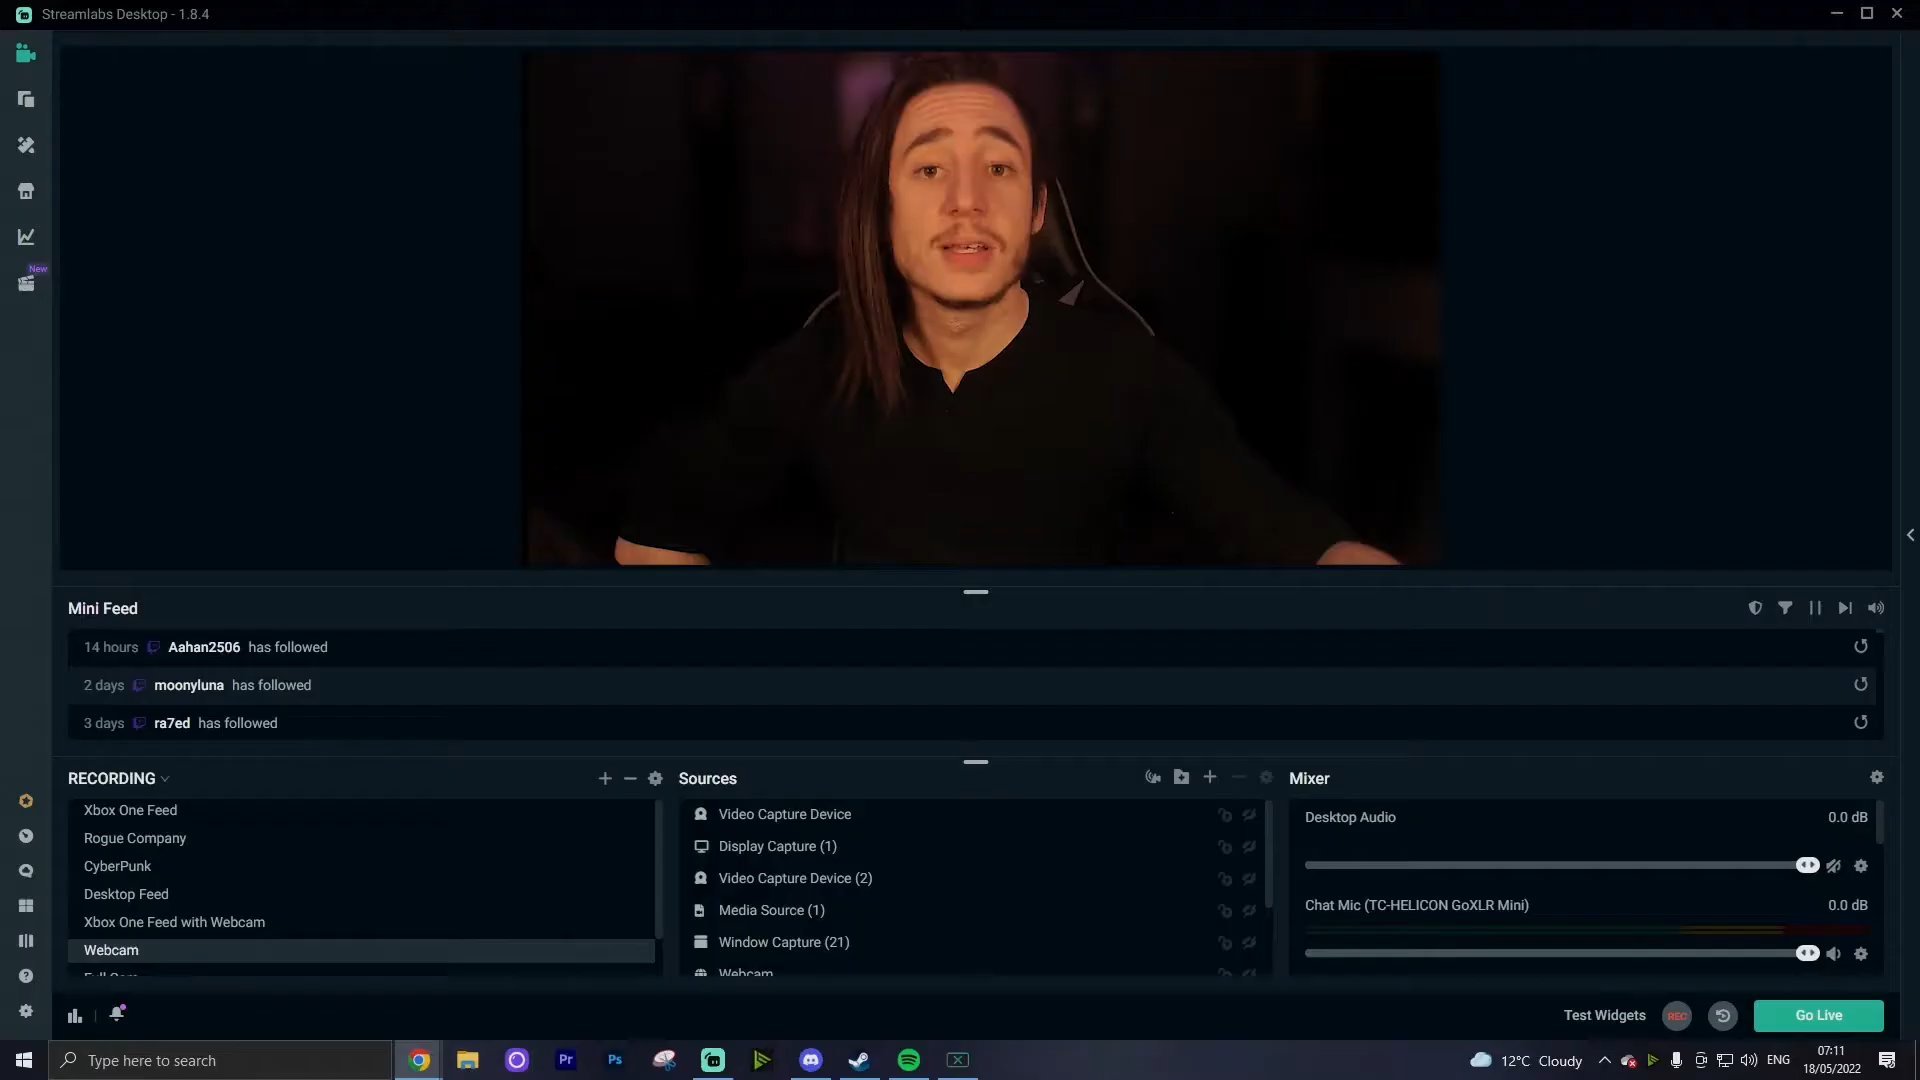 Streamlabs Desktop - 1.8.4
New
Mini Feed
14 hours Aahan2506 has followed
2 days moonyluna has followed
3 days ra7ed has followed
RECORDING
Xbox One Feed
Rogue Company
CyberPunk
Desktop Feed
Xbox One Feed with Webcam
Webcam
Sources
Video Capture Device
Display Capture (1)
Video Capture Device (2)
Media Source (1)
Window Capture (21)
Webcam
Mixer
Desktop Audio 0.0 dB
Chat Mic (TC-HELICON GoXLR Mini) 0.0 dB
Test Widgets
REC
Go Live
Type here to search
Pr
Ps
12°C Cloudy
ENG
07:11
18/05/2022